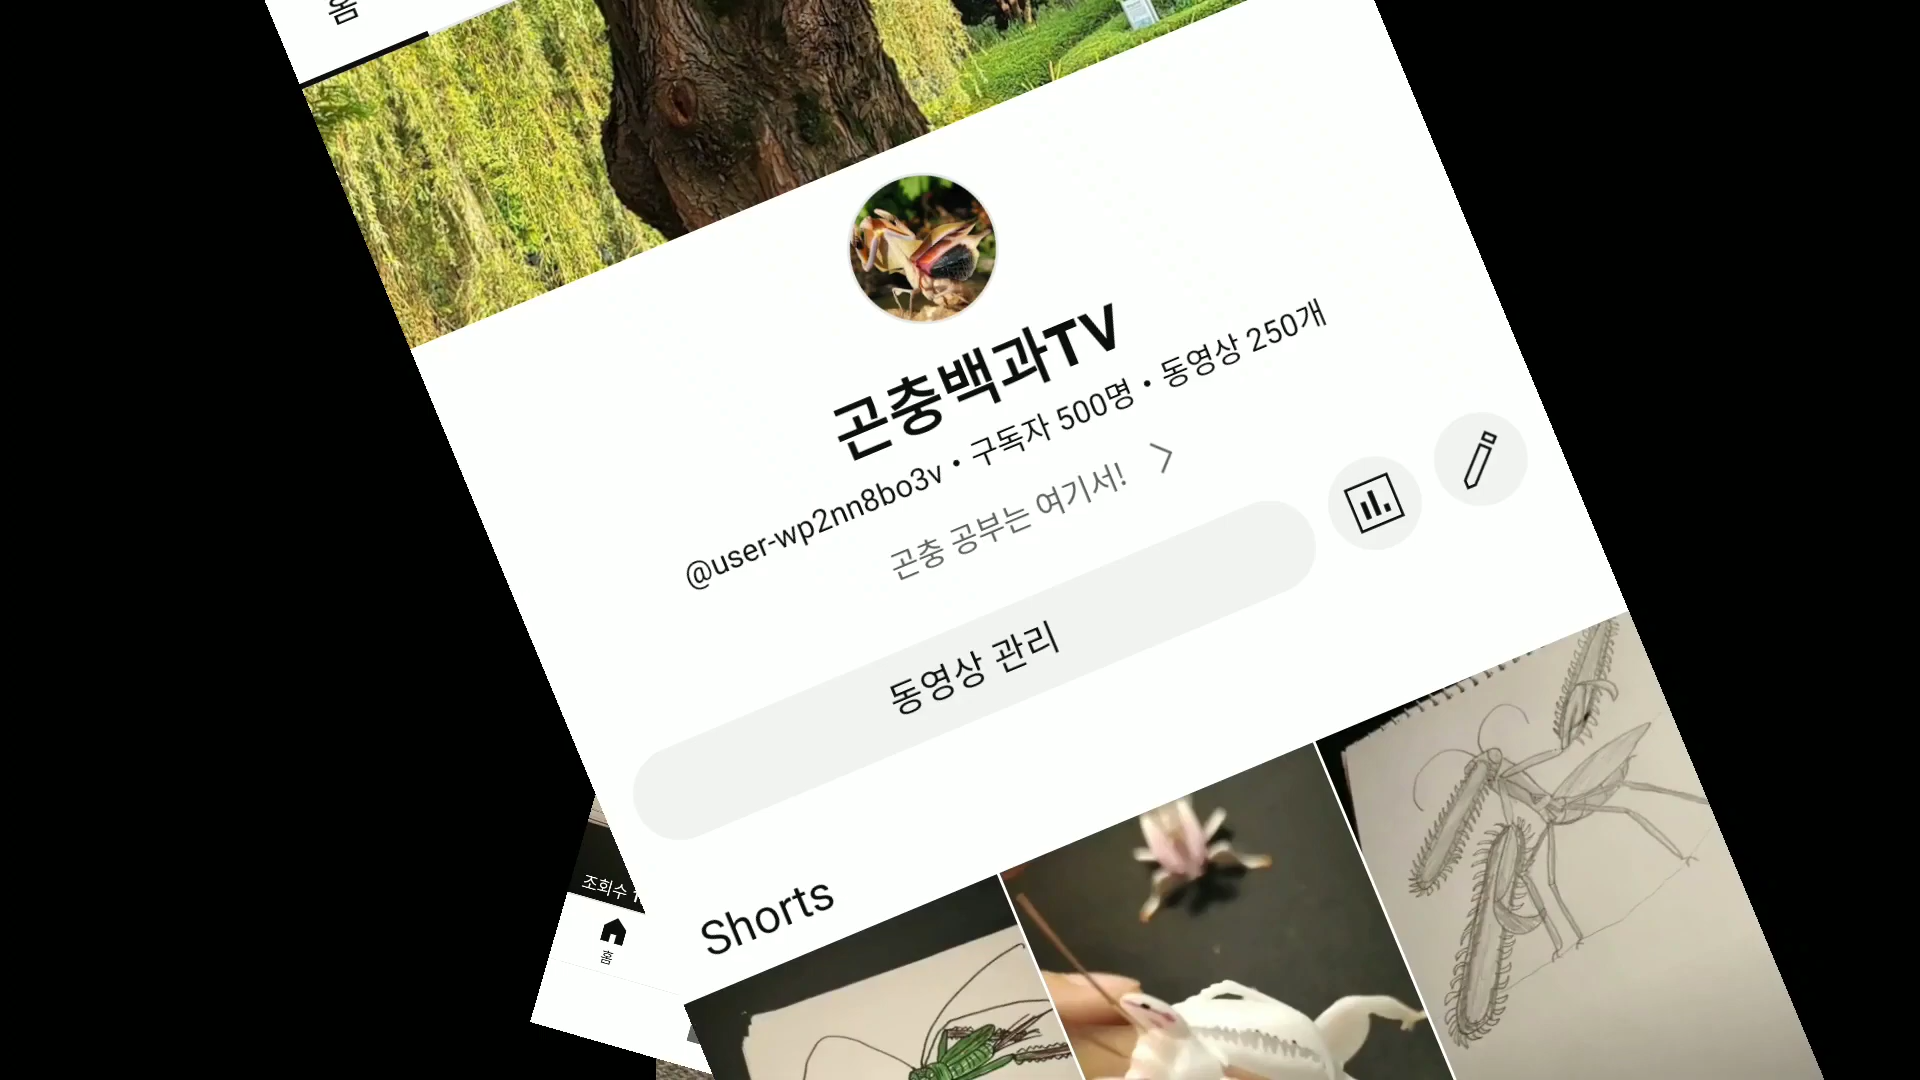 홈
곤충백과TV
@user-wp2nn8bo3v • 구독자 500명 • 동영상 250개
곤충 공부는 여기서!
동영상 관리
Shorts
조회수
홈